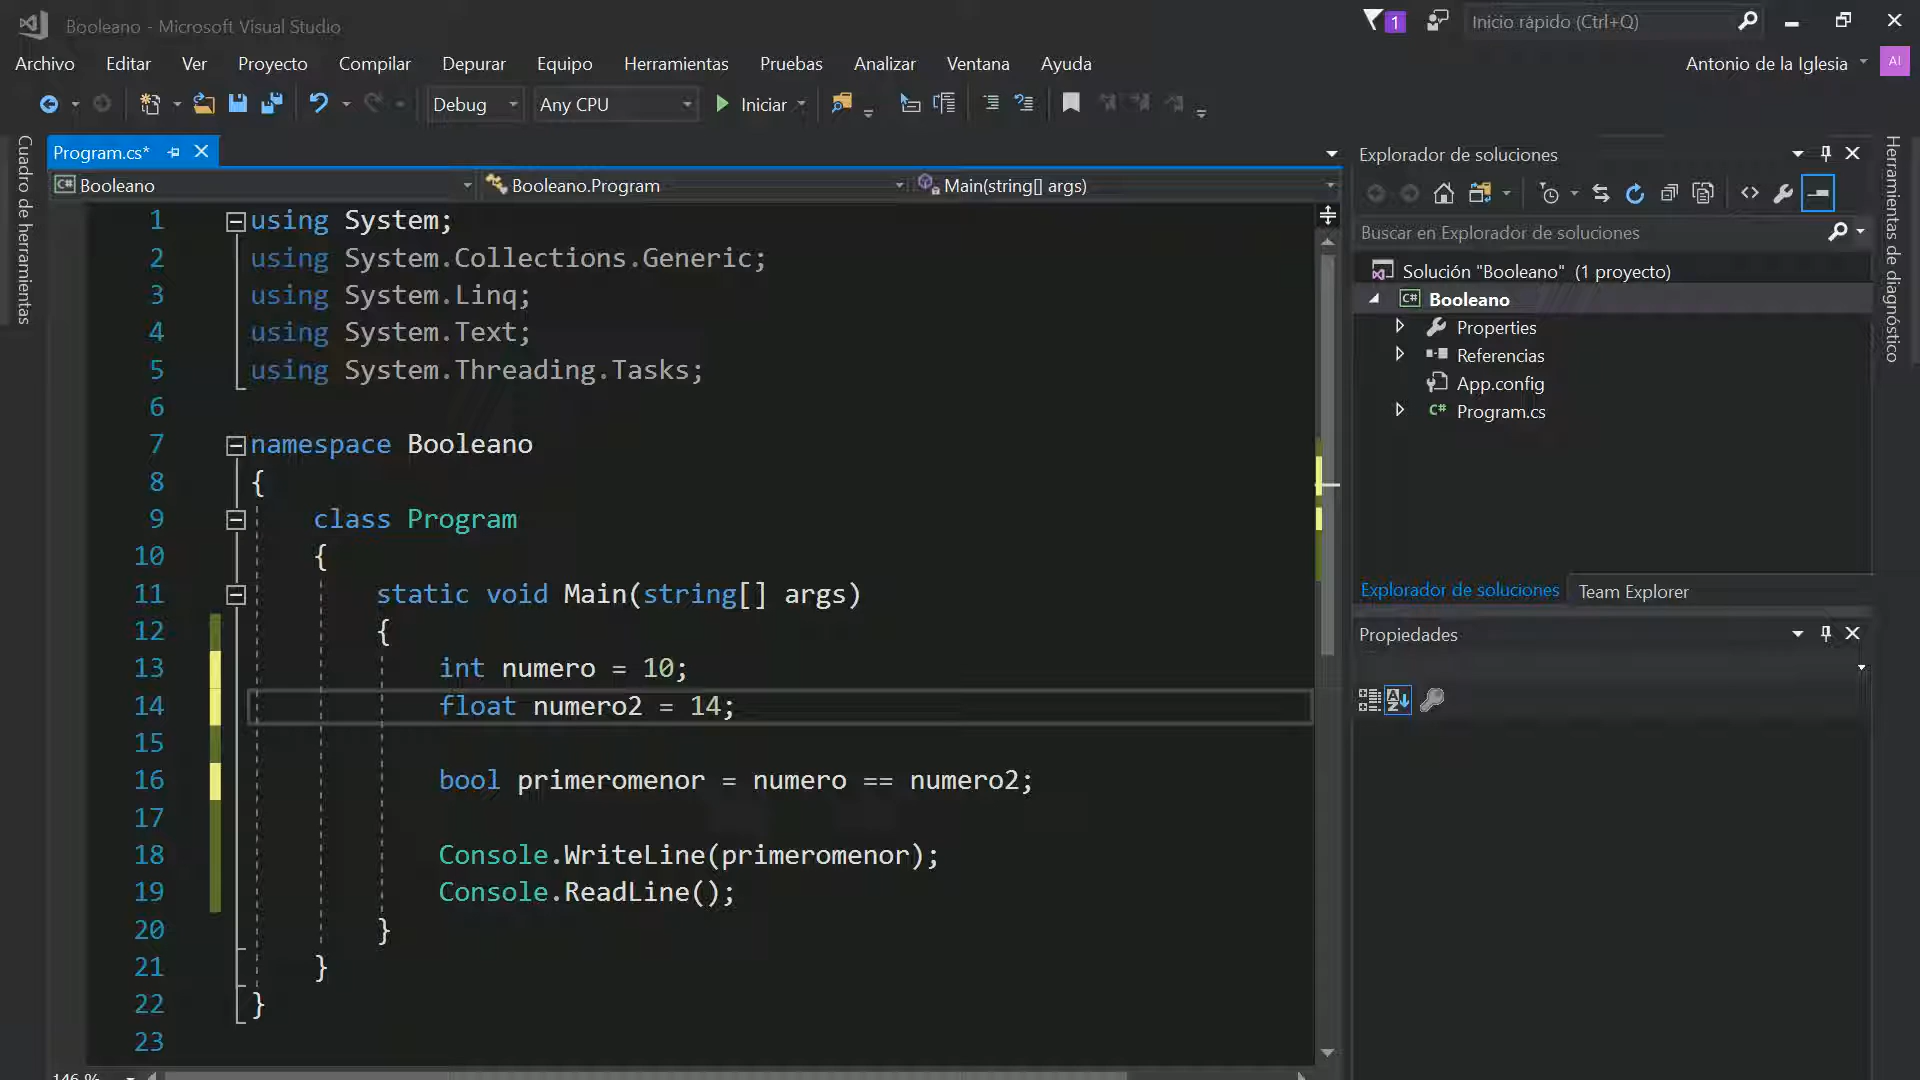 Booleano - Microsoft Visual Studio
1
Inicio rápido (Ctrl+Q)
Archivo Editar Ver Proyecto Compilar Depurar Equipo Herramientas Pruebas Analizar Ventana Ayuda
Antonio de la Iglesia
AI
Debug Any CPU Iniciar
Cuadro de herramientas
Program.cs*
Booleano Booleano.Program Main(string[] args)
1 using System;
2 using System.Collections.Generic;
3 using System.Linq;
4 using System.Text;
5 using System.Threading.Tasks;
6
7 namespace Booleano
8 {
9 class Program
10 {
11 static void Main(string[] args)
12 {
13 int numero = 10;
14 float numero2 = 14;
15
16 bool primeromenor = numero == numero2;
17
18 Console.WriteLine(primeromenor);
19 Console.ReadLine();
20 }
21 }
22 }
23
146 %
Explorador de soluciones
Buscar en Explorador de soluciones
Solución "Booleano" (1 proyecto)
C# Booleano
Properties
Referencias
App.config
C# Program.cs
Explorador de soluciones Team Explorer
Propiedades
Herramientas de diagnóstico